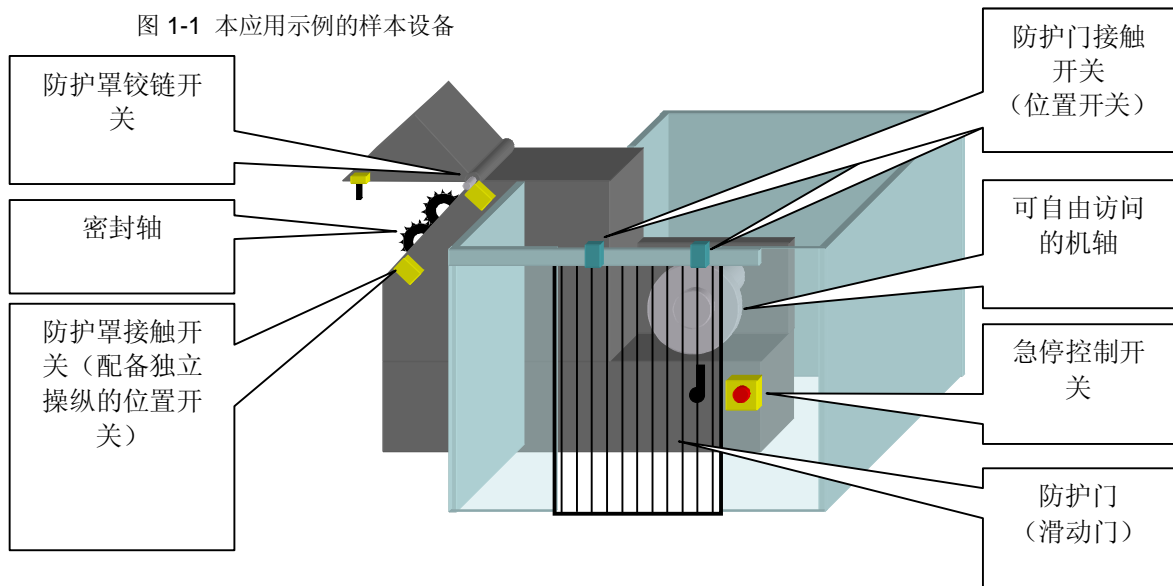 图 1-1 本应用示例的样本设备
防护罩铰链开
关
密封轴
防护罩接触开
关（配备独立
操纵的位置开
关）
防护门接触
开关
（位置开关）
可自由访问
的机轴
急停控制开
关
防护门
（滑动门）